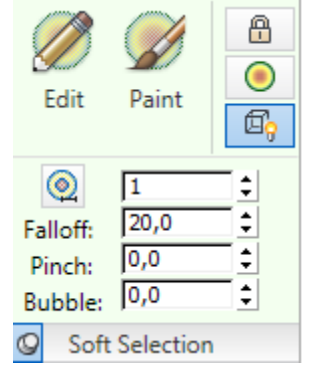 Edit Paint
1
Falloff: 20,0
Pinch: 0,0
Bubble: 0,0
Soft Selection